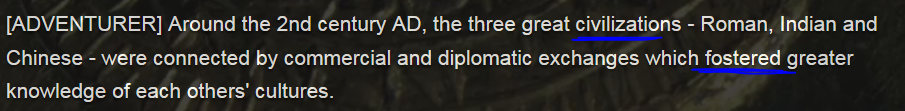 [ADVENTURER] Around the 2nd century AD, the three great civilizations - Roman, Indian and
Chinese - were connected by commercial and diplomatic exchanges which fostered greater
knowledge of each others' cultures.